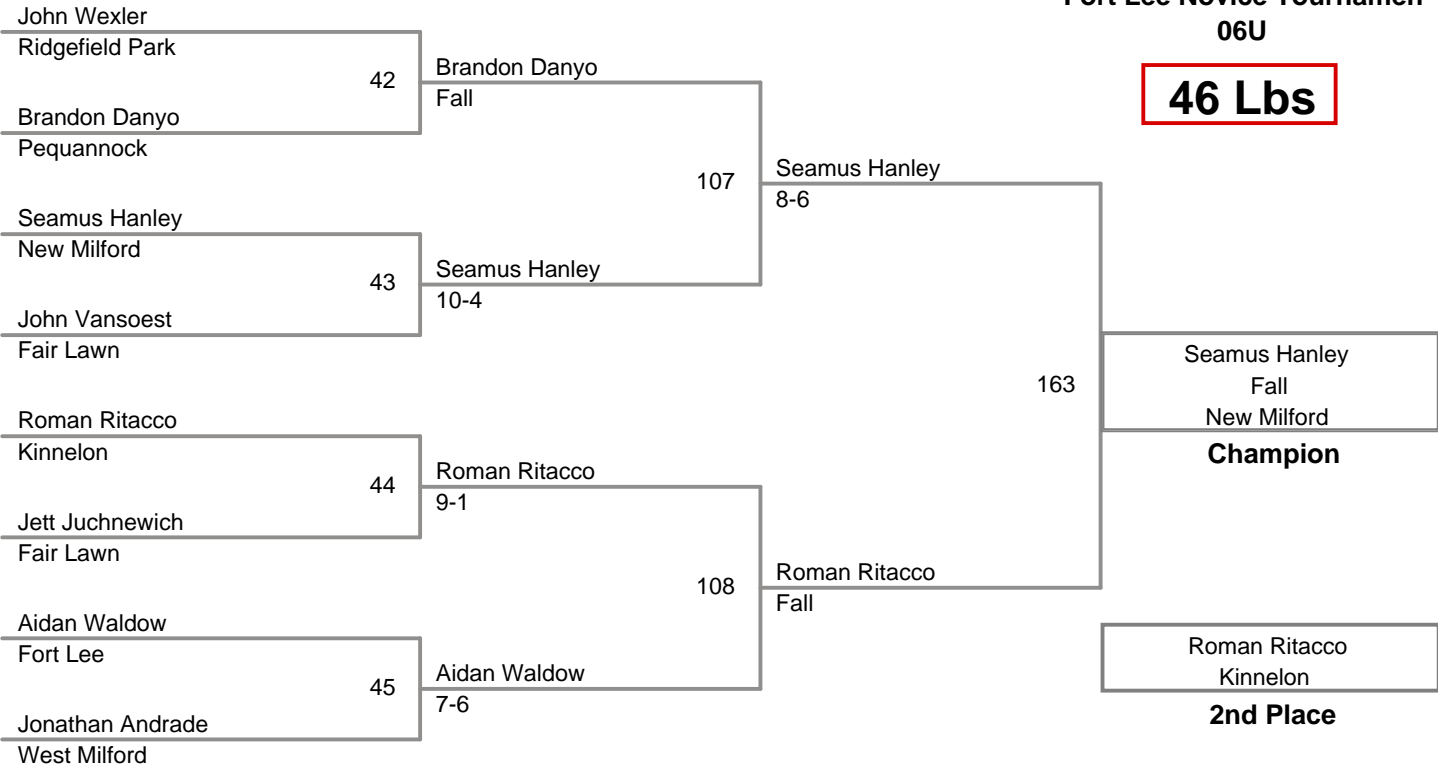 Fort Lee Novice Tournamen
06U
46 Lbs
John Wexler
Ridgefield Park
42
Brandon Danyo
Pequannock
Brandon Danyo
Fall
107
Seamus Hanley
New Milford
43
John Vansoest
Fair Lawn
Seamus Hanley
10-4
Seamus Hanley
8-6
163
Roman Ritacco
Kinnelon
44
Jett Juchnewich
Fair Lawn
Roman Ritacco
9-1
108
Aidan Waldow
Fort Lee
45
Jonathan Andrade
West Milford
Aidan Waldow
7-6
Roman Ritacco
Fall
Seamus Hanley
Fall
New Milford
Champion
Roman Ritacco
Kinnelon
2nd Place